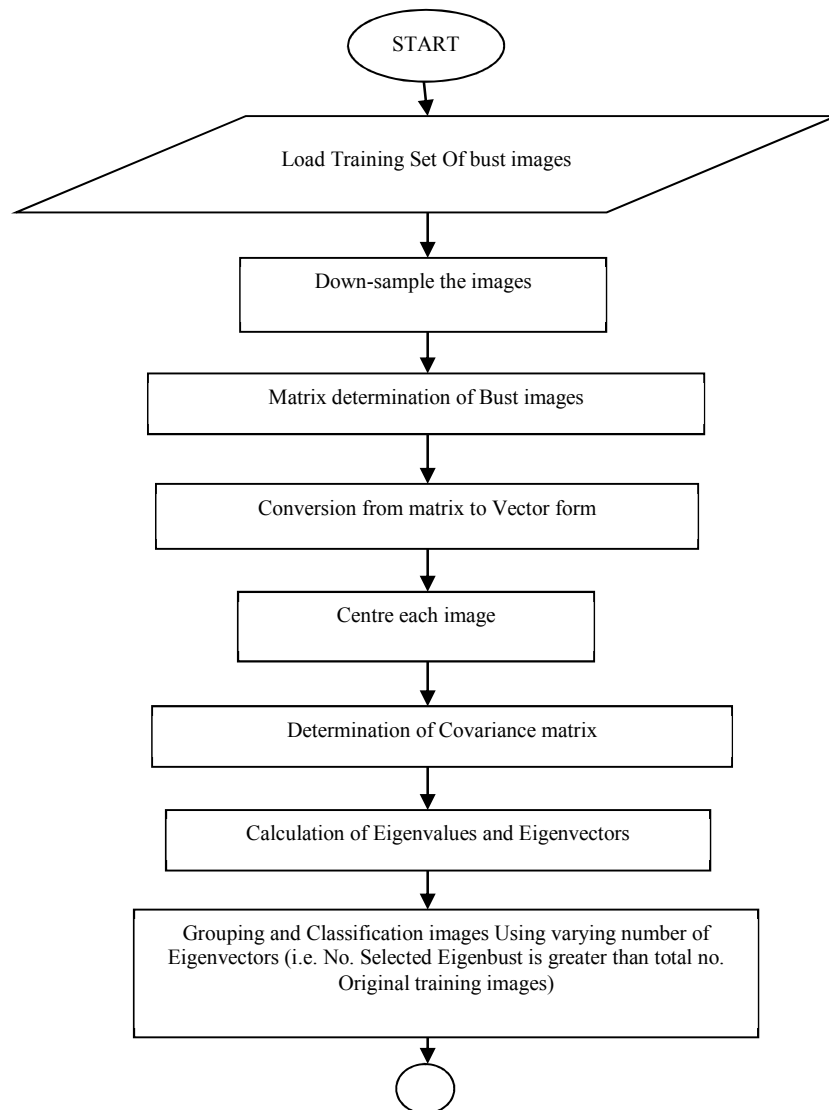 START
Load Training Set Of bust images
Down-sample the images
Matrix determination of Bust images
Conversion from matrix to Vector form
Centre each image
Determination of Covariance matrix
Calculation of Eigenvalues and Eigenvectors
Grouping and Classification images Using varying number of
Eigenvectors (i.e. No. Selected Eigenbust is greater than total no.
Original training images)